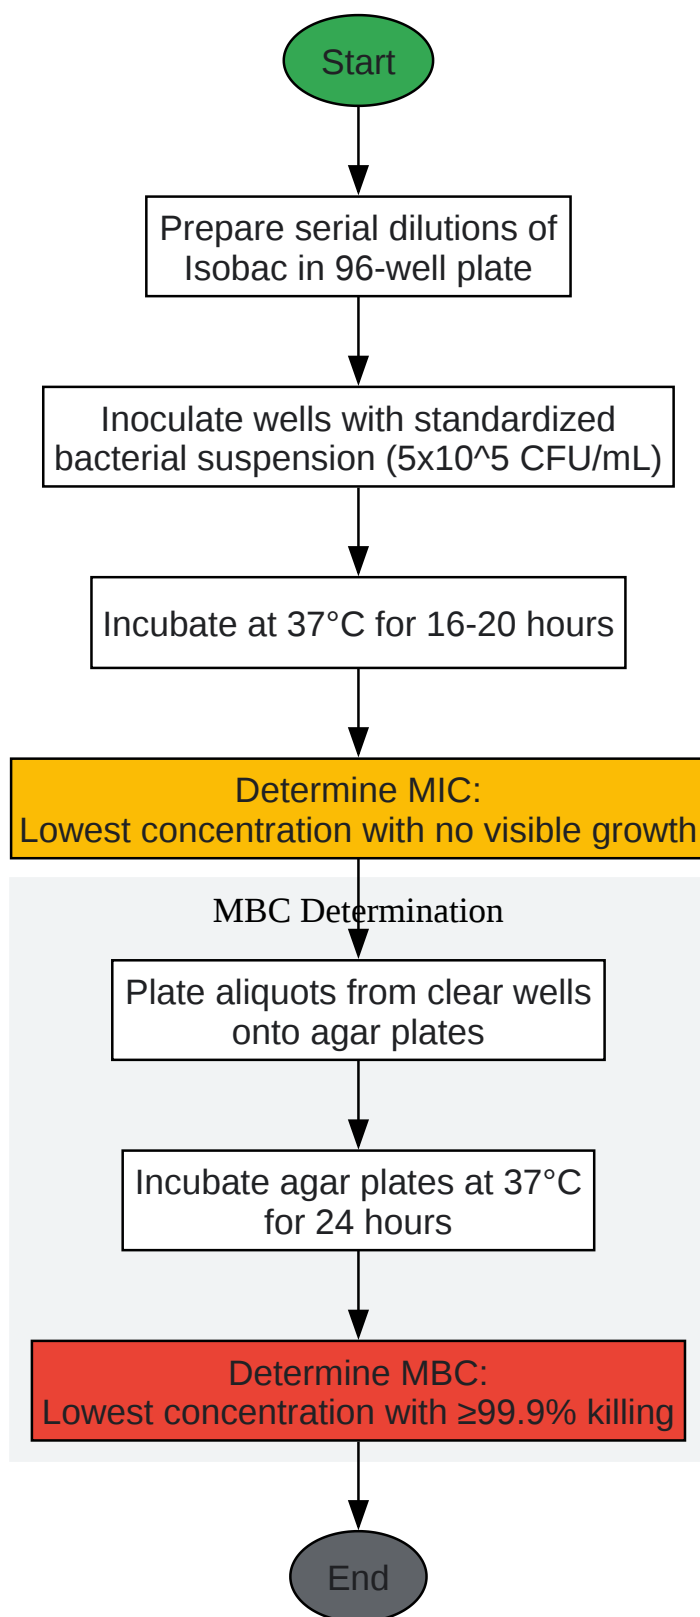 Start
Prepare serial dilutions of
Isobac in 96-well plate
Inoculate wells with standardized
bacterial suspension (5x10^5 CFU/mL)
Incubate at 37°C for 16-20 hours
Determine MIC:
Lowest concentration with no visible growth
MBC Determination
Plate aliquots from clear wells
onto agar plates
Incubate agar plates at 37°C
for 24 hours
Determine MBC:
Lowest concentration with ≥99.9% killing
End